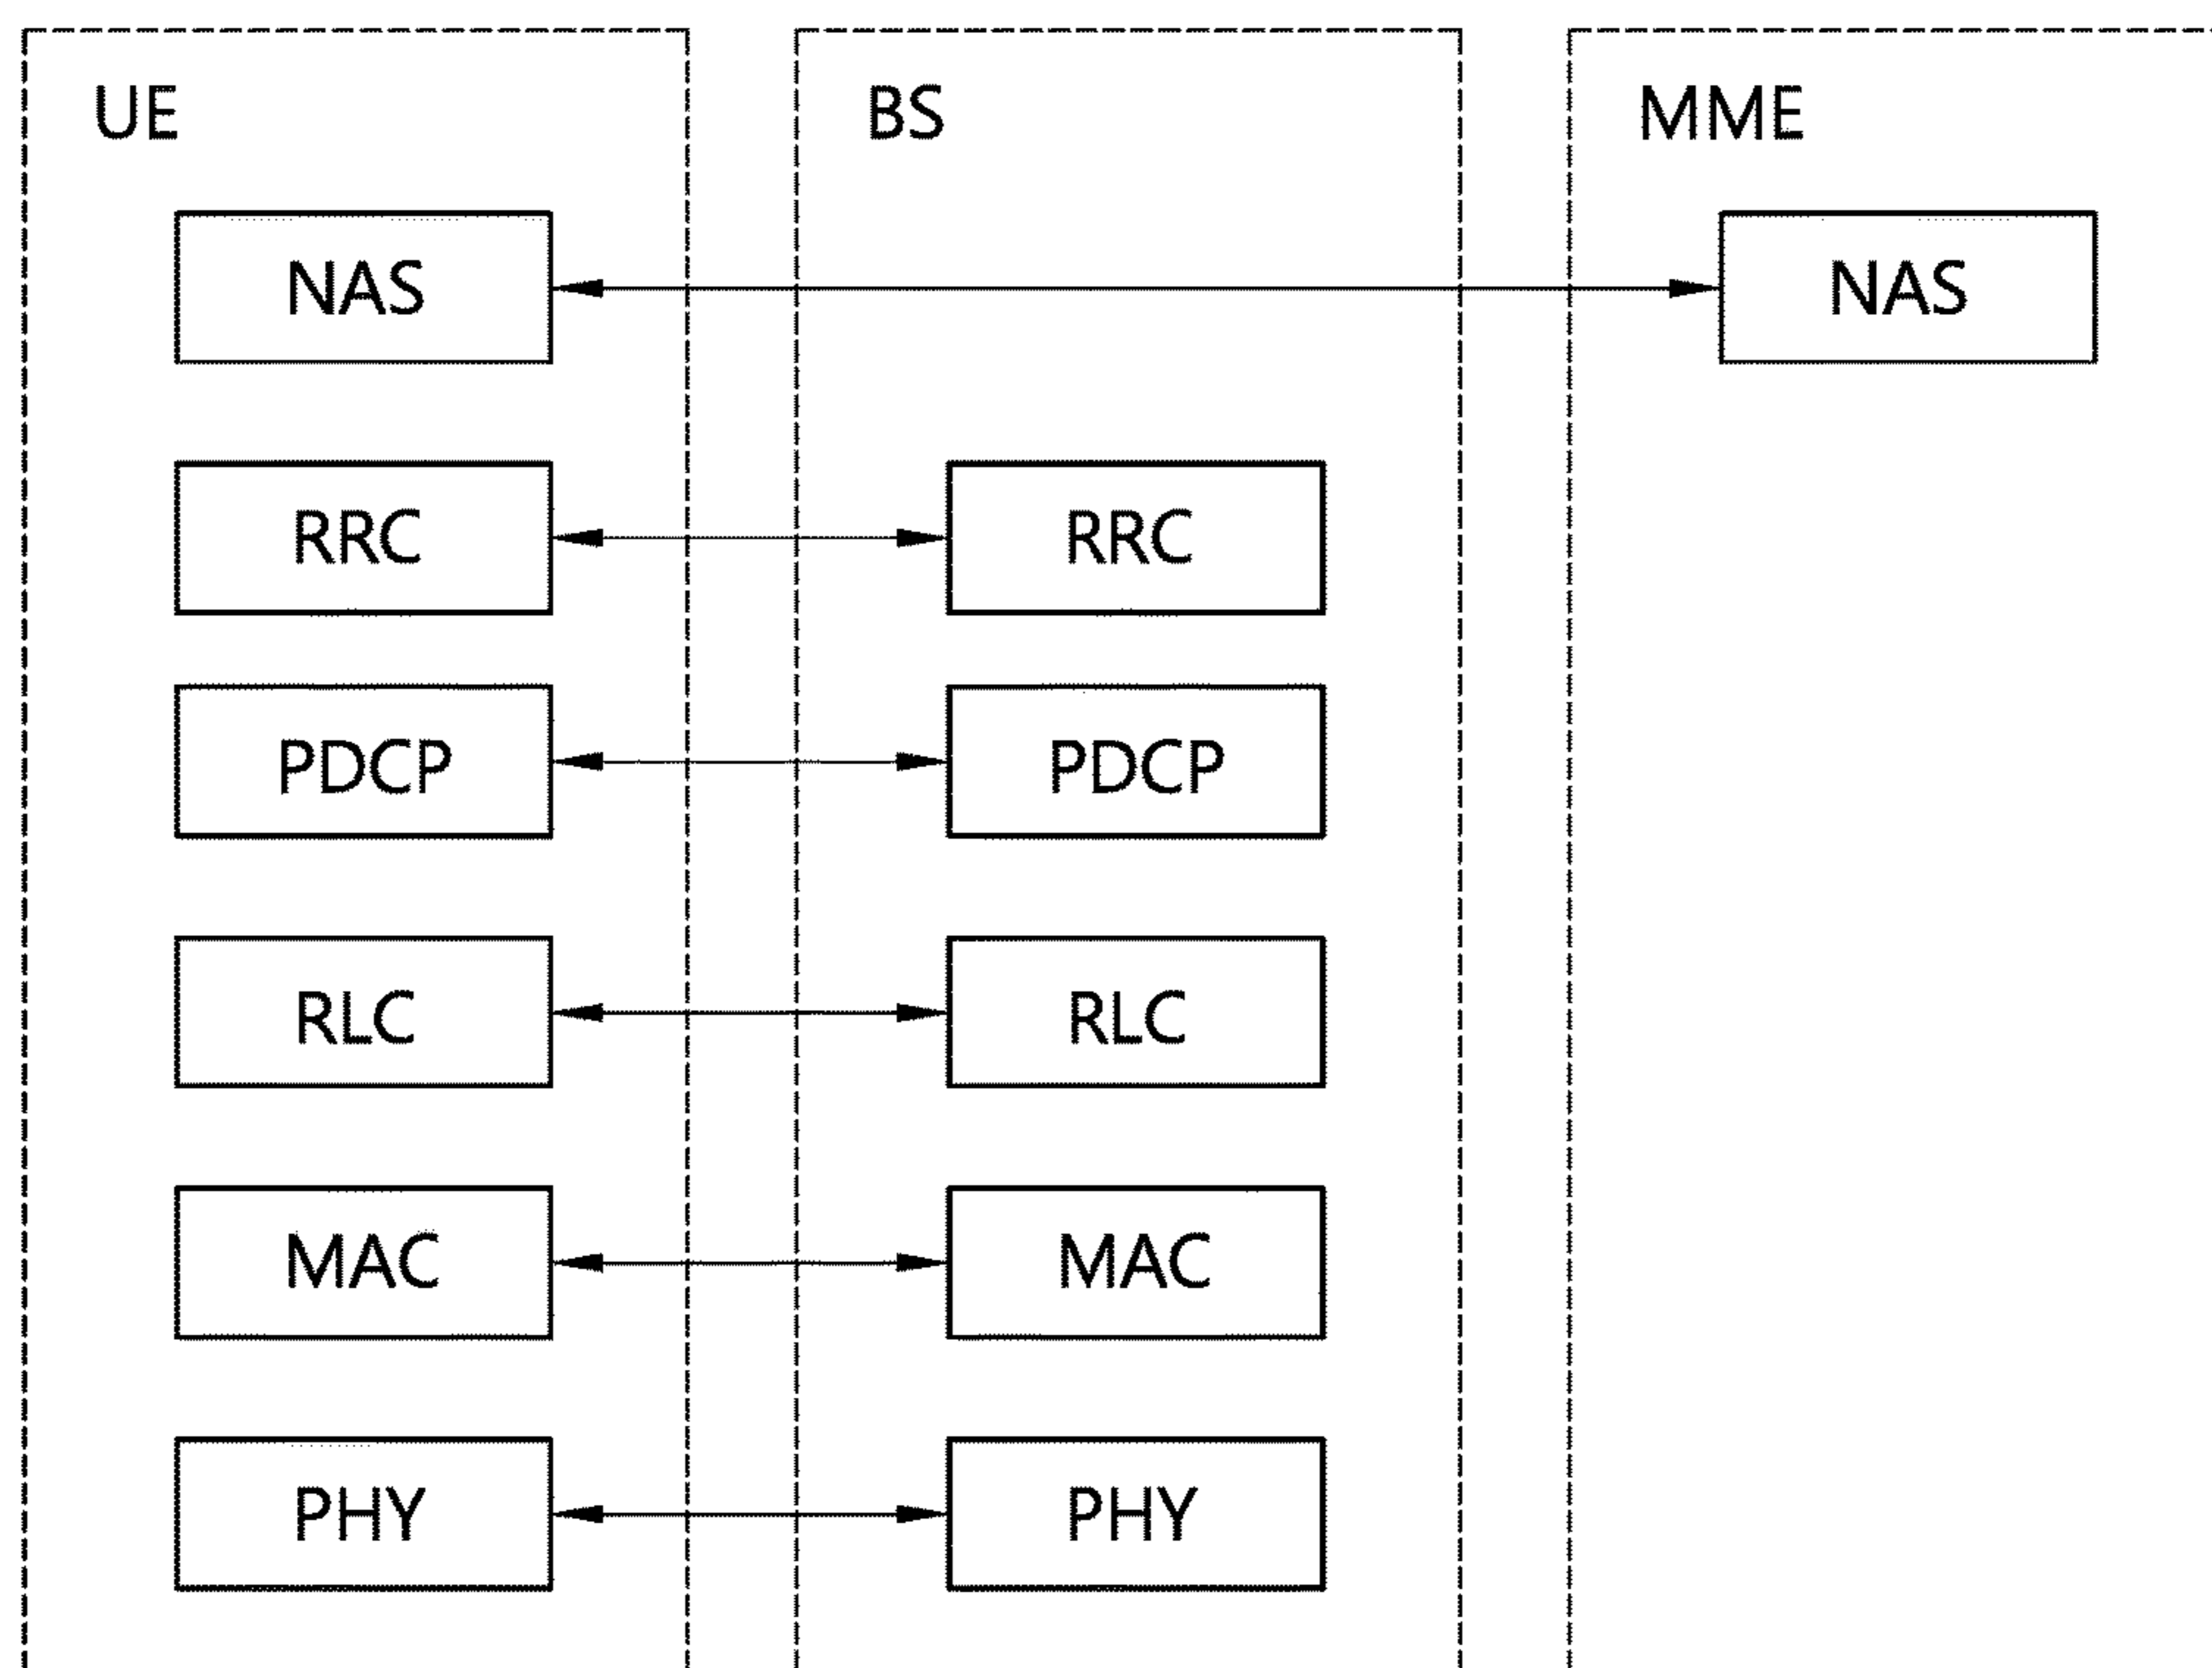 UE BS MME
NAS NAS
RRC RRC
PDCP PDCP
RLC RLC
MAC MAC
PHY PHY